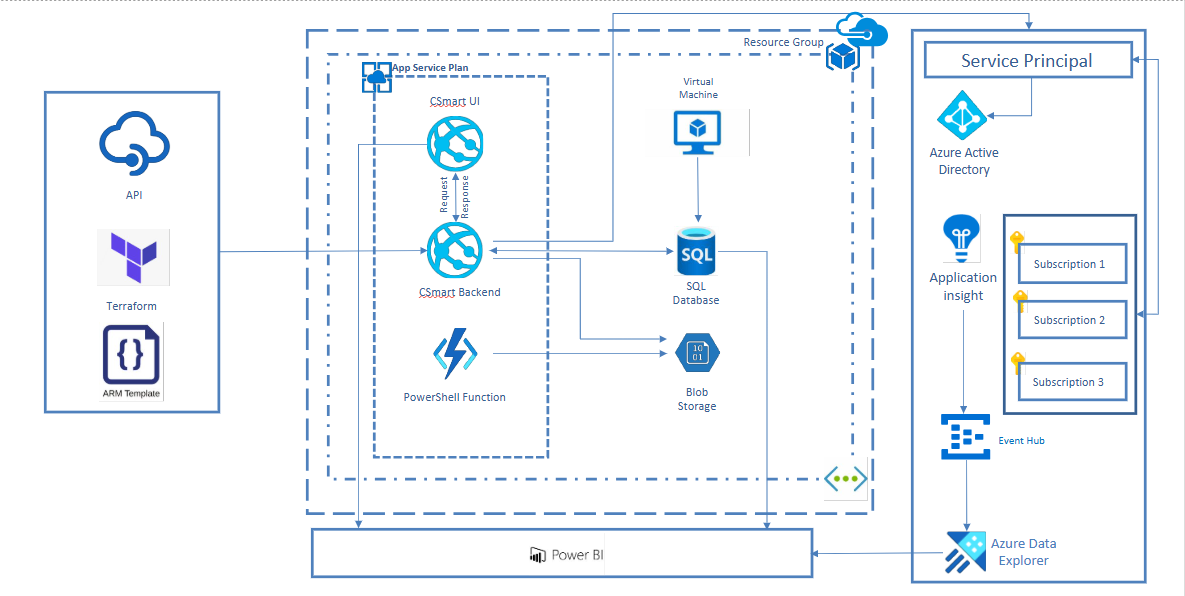 Resource Group
App Service Plan
CSmart UI
Request
Response
CSmart Backend
PowerShell Function
Virtual
Machine
SQL
SQL
Database
10
01
Blob
Storage
API
Terraform
{ }
ARM Template
Service Principal
Azure Active
Directory
Application
insight
Subscription 1
Subscription 2
Subscription 3
Event Hub
Azure Data
Explorer
Power BI